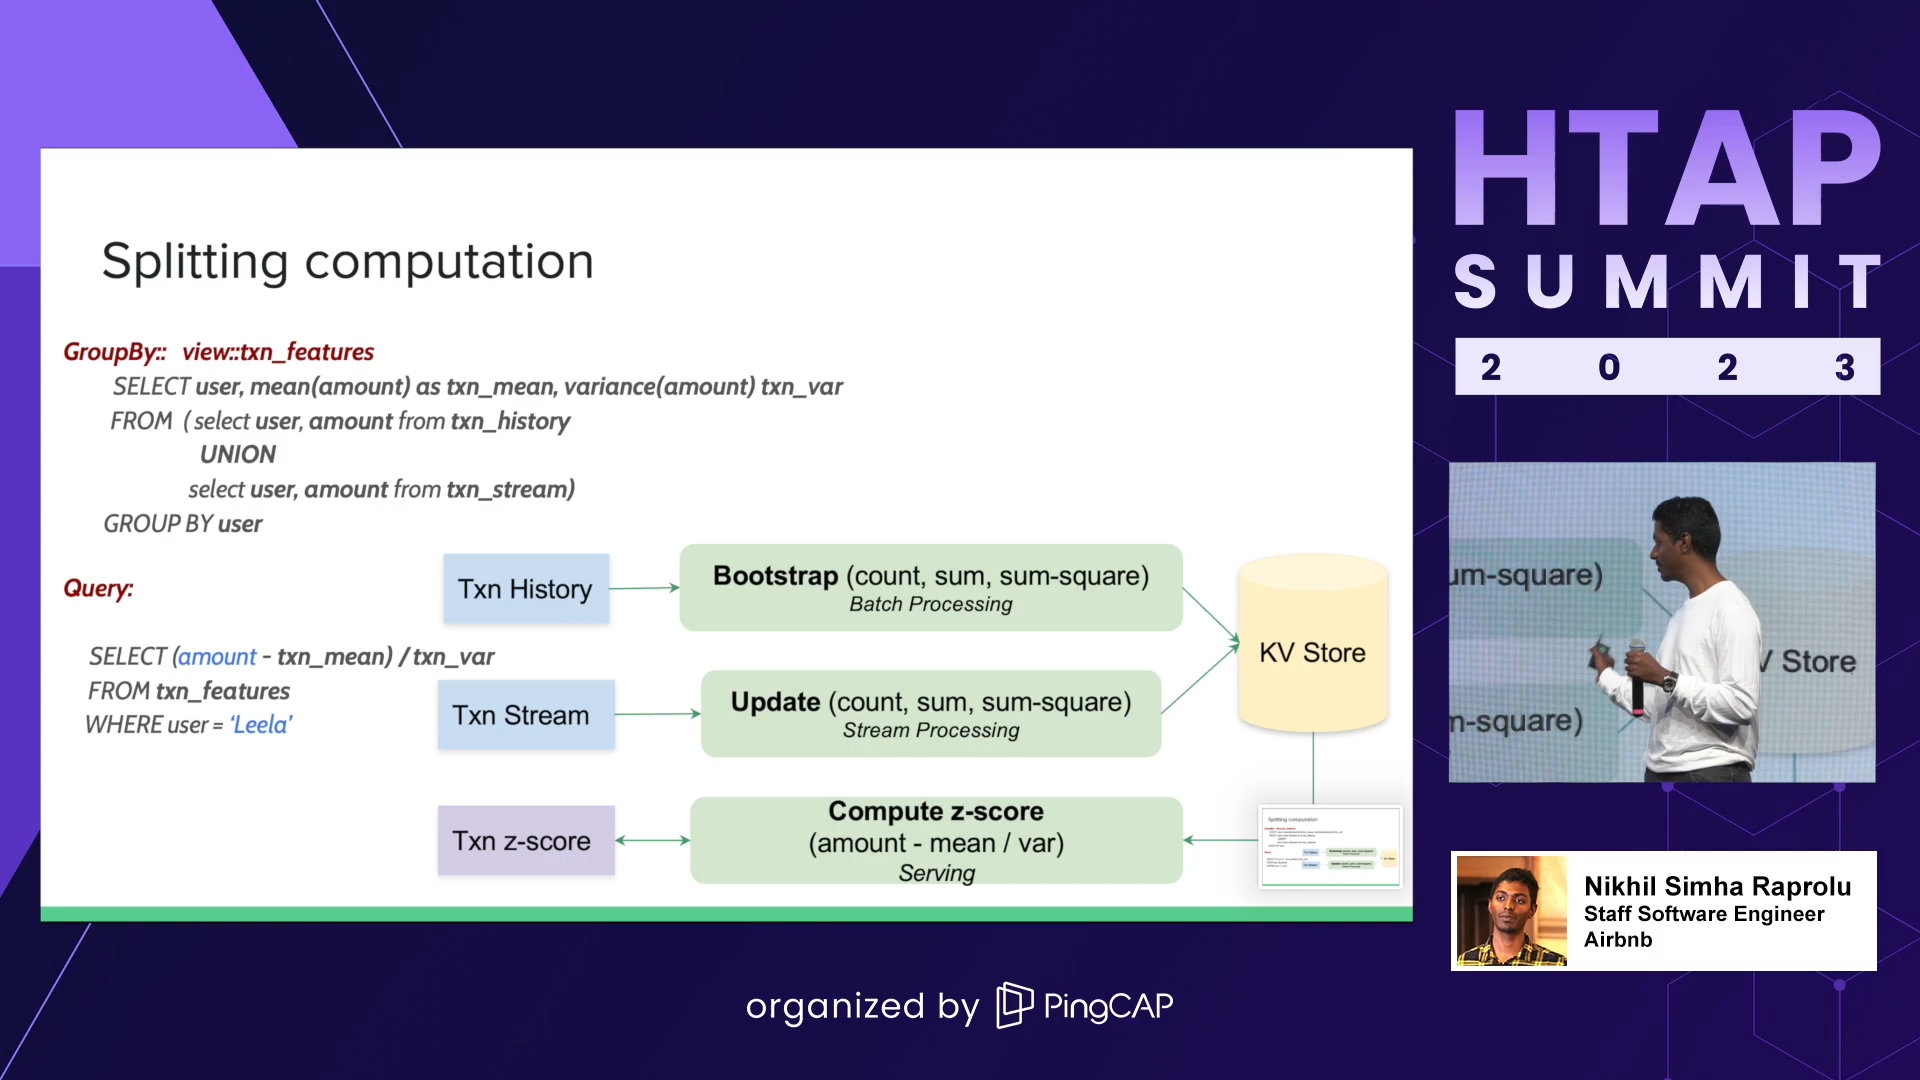 Splitting computation
GroupBy:: view::txn_features
SELECT user, mean(amount) as txn_mean, variance(amount) txn_var
FROM ( select user, amount from txn_history
UNION
select user, amount from txn_stream)
GROUP BY user
Query:
SELECT (amount - txn_mean) / txn_var
FROM txn_features
WHERE user = ‘Leela’
Txn History
Bootstrap (count, sum, sum-square)
Batch Processing
KV Store
Txn Stream
Update (count, sum, sum-square)
Stream Processing
Txn z-score
Compute z-score
(amount - mean / var)
Serving
Splitting computation
HTAP
SUMMIT
2023
um-square)
V Store
m-square)
Nikhil Simha Raprolu
Staff Software Engineer
Airbnb
organized by PingCAP